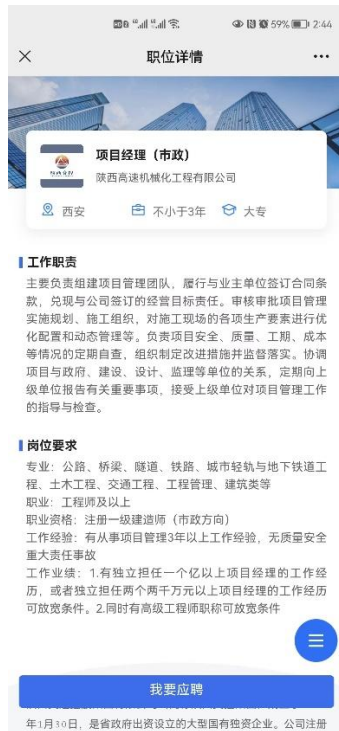 59% 2:44
职位详情
项目经理（市政）
陕西高速机械化工程有限公司
西安 不小于3年 大专
工作职责
主要负责组建项目管理团队，履行与业主单位签订合同条
款，兑现与公司签订的经营目标责任。审核审批项目管理
实施规划、施工组织，对施工现场的各项生产要素进行优
化配置和动态管理等。负责项目安全、质量、工期、成本
等情况的定期自查，组织制定改进措施并监督落实。协调
项目与政府、建设、设计、监理等单位的关系，定期向上
级单位报告有关重要事项，接受上级单位对项目管理工作
的指导与检查。
岗位要求
专业：公路、桥梁、隧道、铁路、城市轻轨与地下铁道工
程、土木工程、交通工程、工程管理、建筑类等
职业：工程师及以上
职业资格：注册一级建造师（市政方向）
工作经验：有从事项目管理3年以上工作经验，无质量安全
重大责任事故
工作业绩：1.有独立担任一个亿以上项目经理的工作经
历，或者独立担任两个两千万元以上项目经理的工作经历
可放宽条件。2.同时有高级工程师职称可放宽条件
我要应聘
年1月30日，是省政府出资设立的大型国有独资企业。公司注册